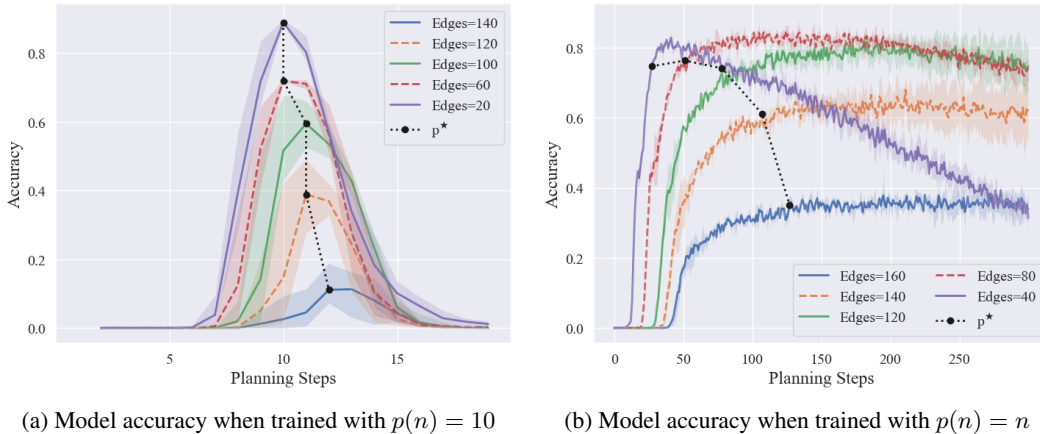 Edges=140
Edges=120
Edges=100
Edges=60
Edges=20
p★
0.8
0.6
0.4
0.2
0.0
Accuracy
5 10 15
Planning Steps
(a) Model accuracy when trained with p(n) = 10
0.8
0.6
0.4
0.2
0.0
Accuracy
Edges=160
Edges=140
Edges=120
Edges=80
Edges=40
p★
0 50 100 150 200 250
Planning Steps
(b) Model accuracy when trained with p(n) = n